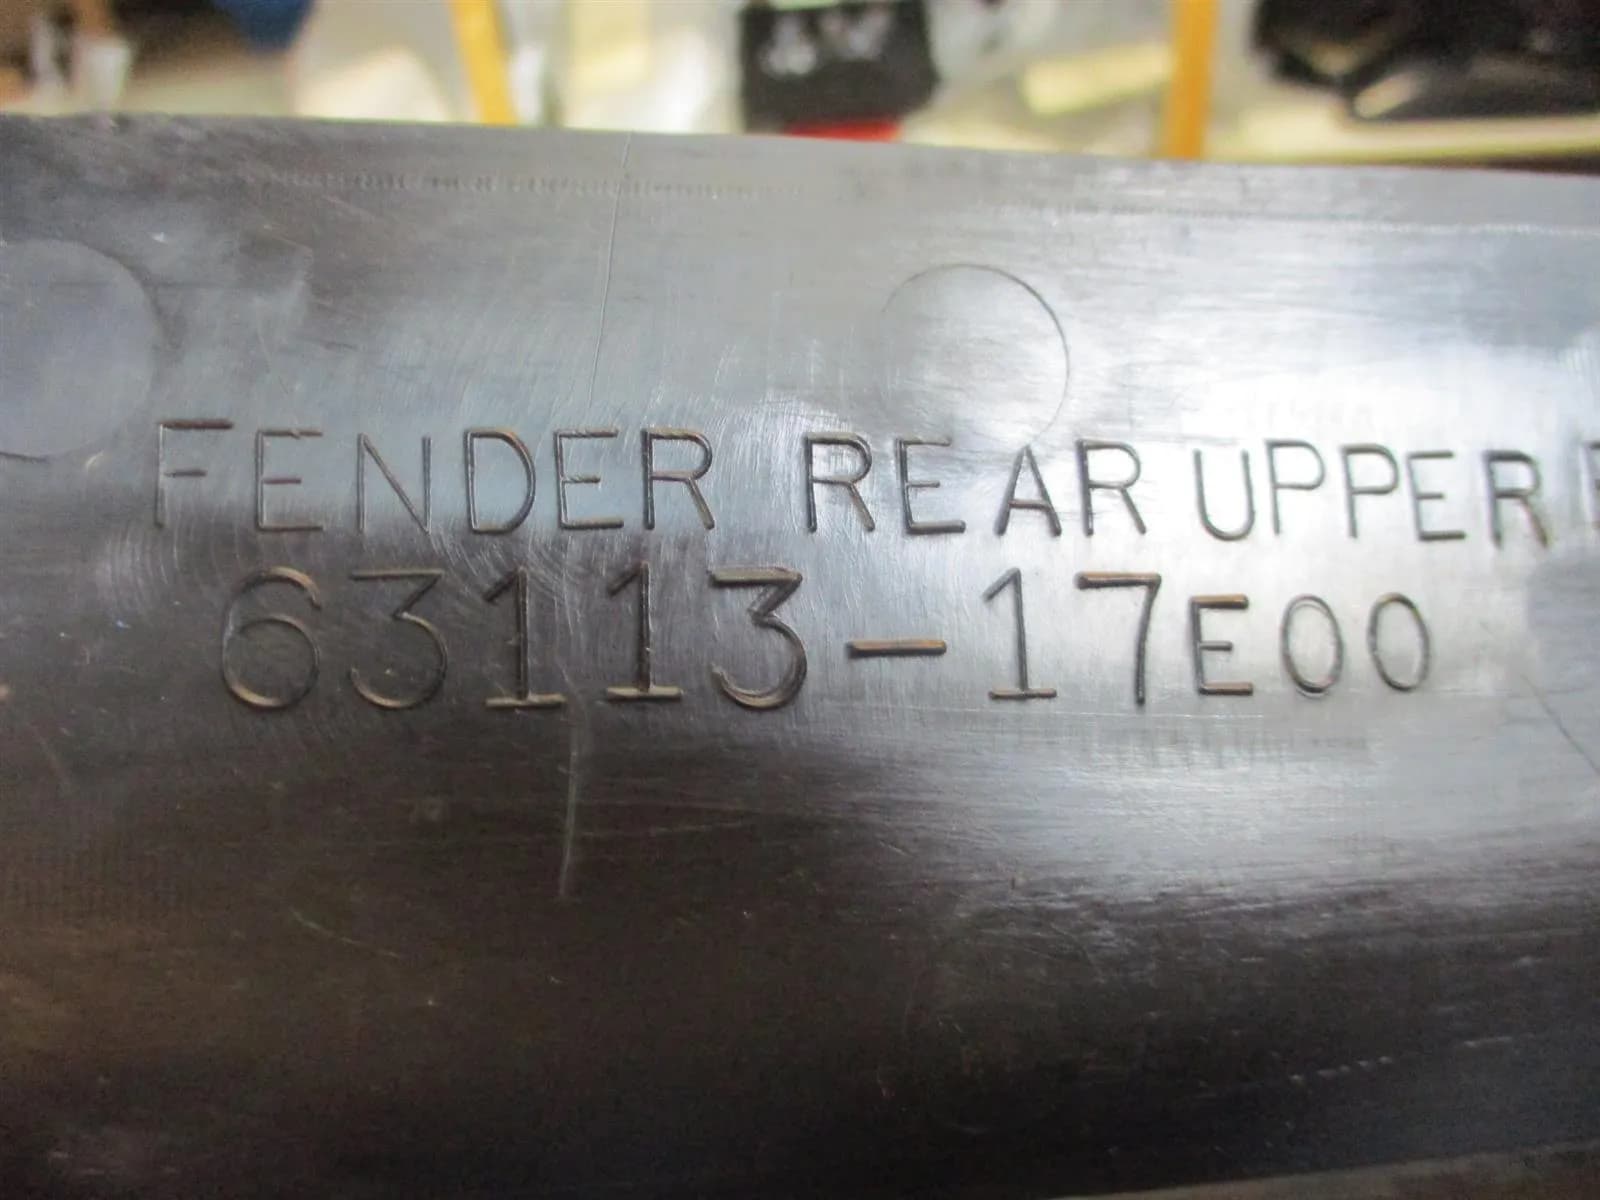 FENDER REAR UPPER
63113-17E00